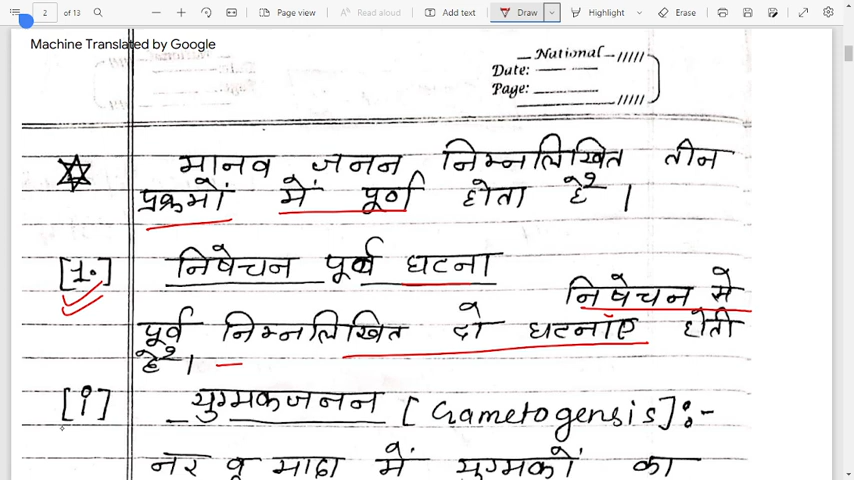 2 of 13 Page view Read aloud Add text Draw Highlight Erase Share
Machine Translated by Google
National
Date:
Page:
मानव जनन निम्नलिखित तीन
प्रक्रमों में पूर्ण होता है ।
[1.] निषेचन पूर्व घटना
निषेचन से
पूर्व निम्नलिखित दो घटनाएँ होती
है।
[i] युग्मकजनन [Gametogensis]:-
नर व मादा में युग्मकों का